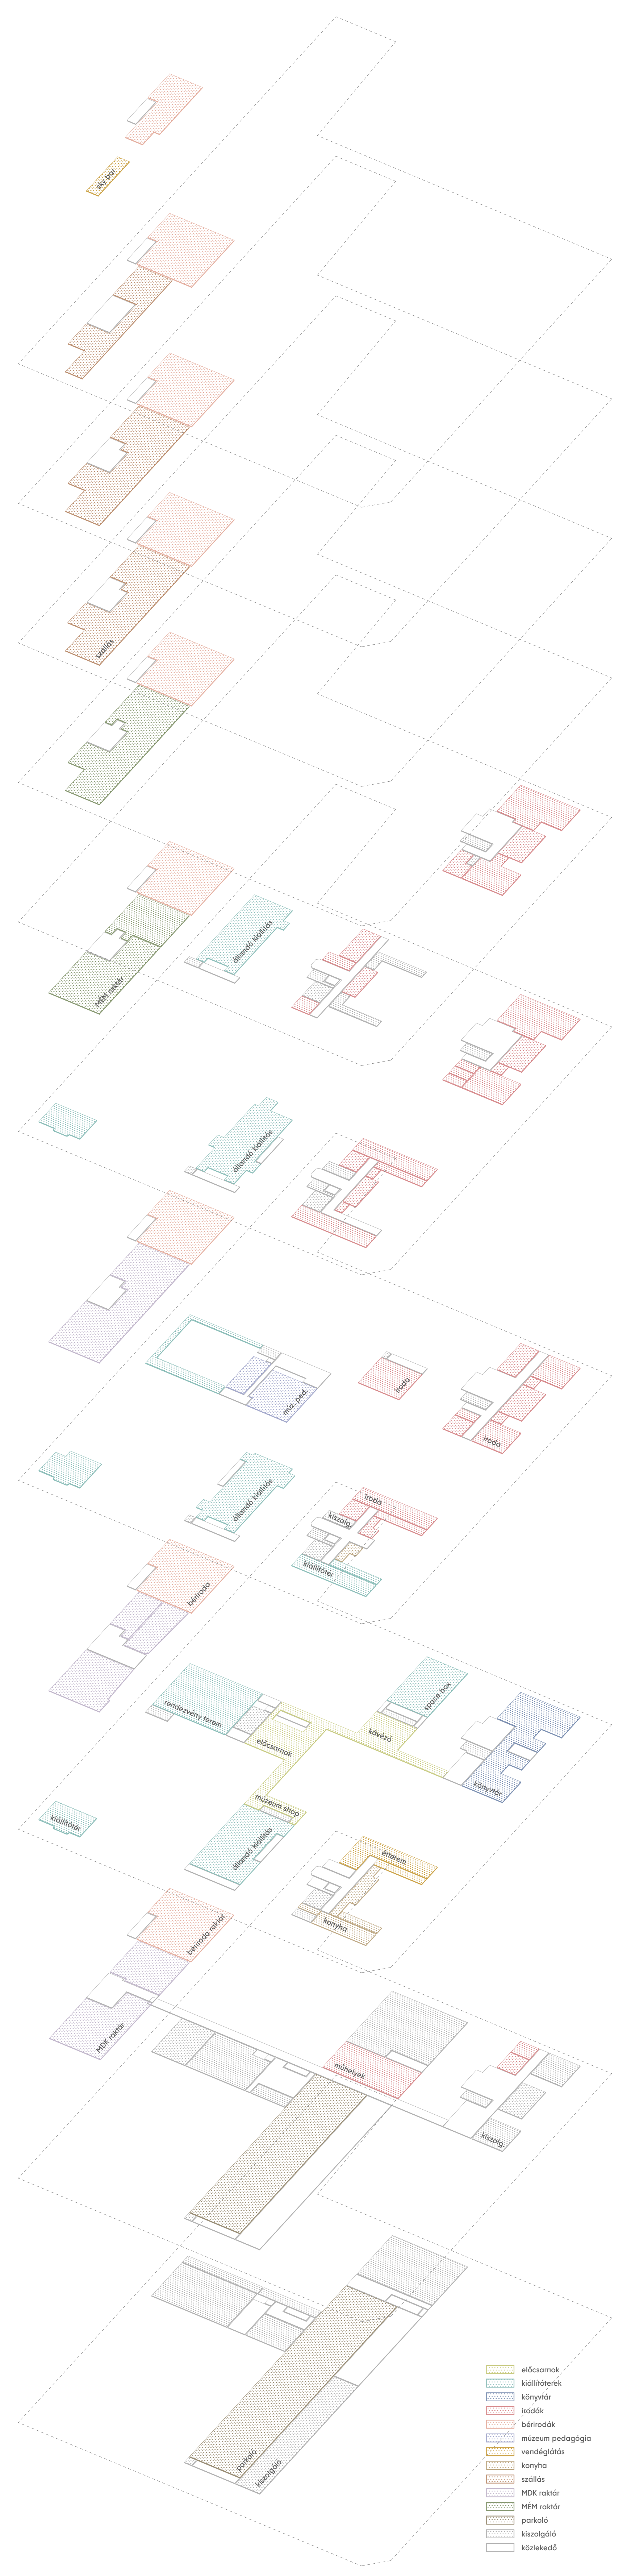 sky bar
szállás
állandó kiállítás
MÉM raktár
állandó kiállítás
múz. ped.
iroda
iroda
állandó kiállítás
iroda
kiszolg.
kiállítótér
bériroda
space box
rendezvény terem
kávézó
előcsarnok
könyvtár
múzeum shop
kiállítótér
állandó kiállítás
étterem
konyha
bériroda raktár
MDK raktár
műhelyek
kiszolg.
parkoló
kiszolgáló
előcsarnok
kiállítóterek
könyvtár
irodák
bérirodák
múzeum pedagógia
vendéglátás
konyha
szállás
MDK raktár
MÉM raktár
parkoló
kiszolgáló
közlekedő